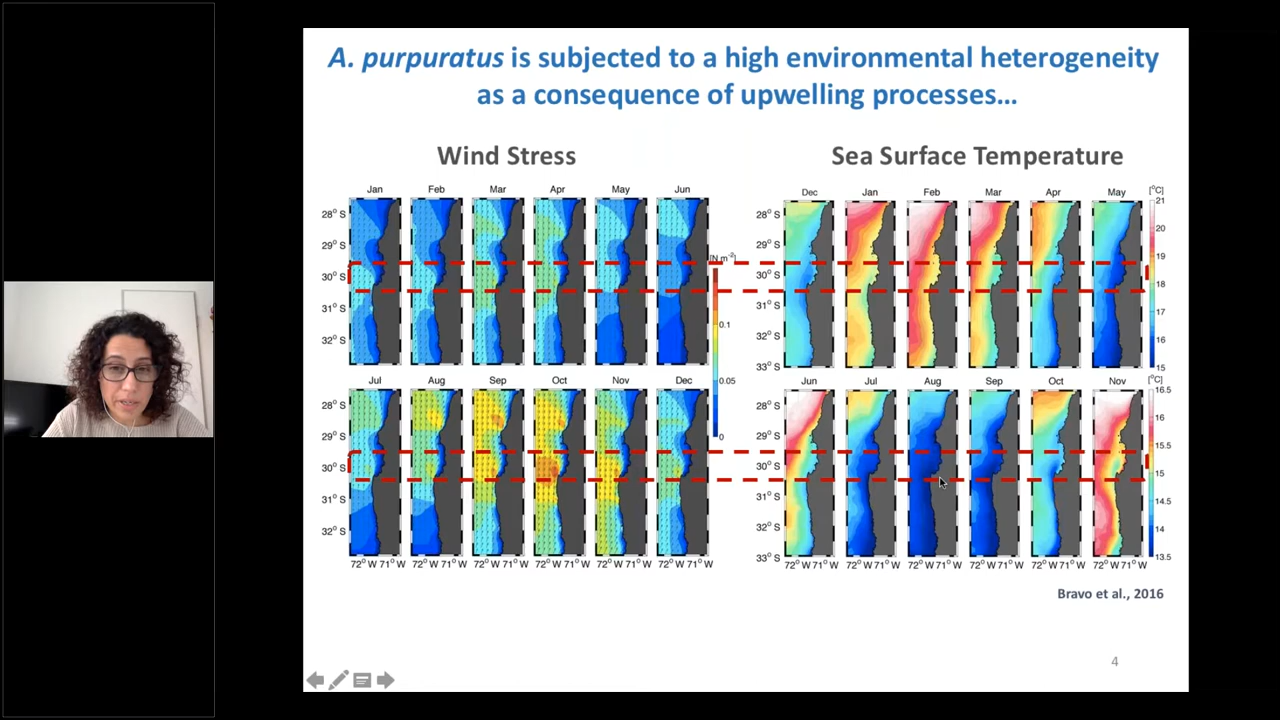 A. purpuratus is subjected to a high environmental heterogeneity
as a consequence of upwelling processes…
Wind Stress
Jan Feb Mar Apr May Jun
28° S
29° S
30° S
31° S
32° S
[N m⁻²]
0.1
0.05
0
Jul Aug Sep Oct Nov Dec
28° S
29° S
30° S
31° S
32° S
72° W 71° W 72° W 71° W 72° W 71° W 72° W 71° W 72° W 71° W 72° W 71° W
Sea Surface Temperature
Dec Jan Feb Mar Apr May
[°C]
28° S
29° S
30° S
31° S
32° S
33° S
21
20
19
18
17
16
15
Jun Jul Aug Sep Oct Nov
[°C]
28° S
29° S
30° S
31° S
32° S
33° S
16.5
16
15.5
15
14.5
14
13.5
72° W 71° W 72° W 71° W 72° W 71° W 72° W 71° W 72° W 71° W 72° W 71° W
Bravo et al., 2016
4